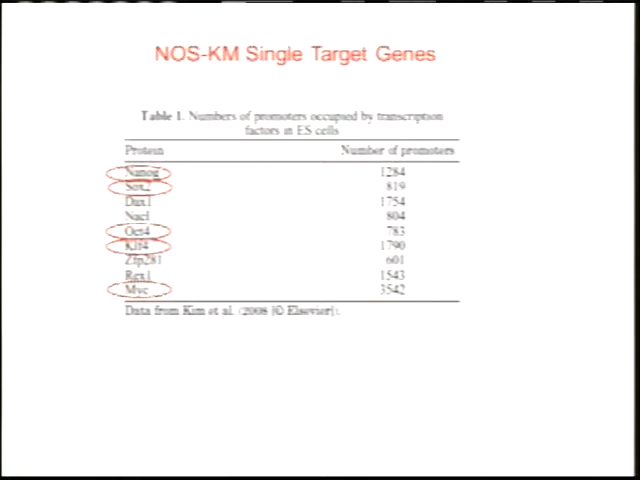 NOS-KM Single Target Genes
Table 1. Numbers of promoters occupied by transcription
factors in ES cells
Protein Number of promoters
Nanog 1284
Sox2 819
Dax1 1754
Nac1 804
Oct4 783
Klf4 1790
Zfp281 601
Rex1 1543
Myc 3542
Data from Kim et al. (2008 [© Elsevier]).